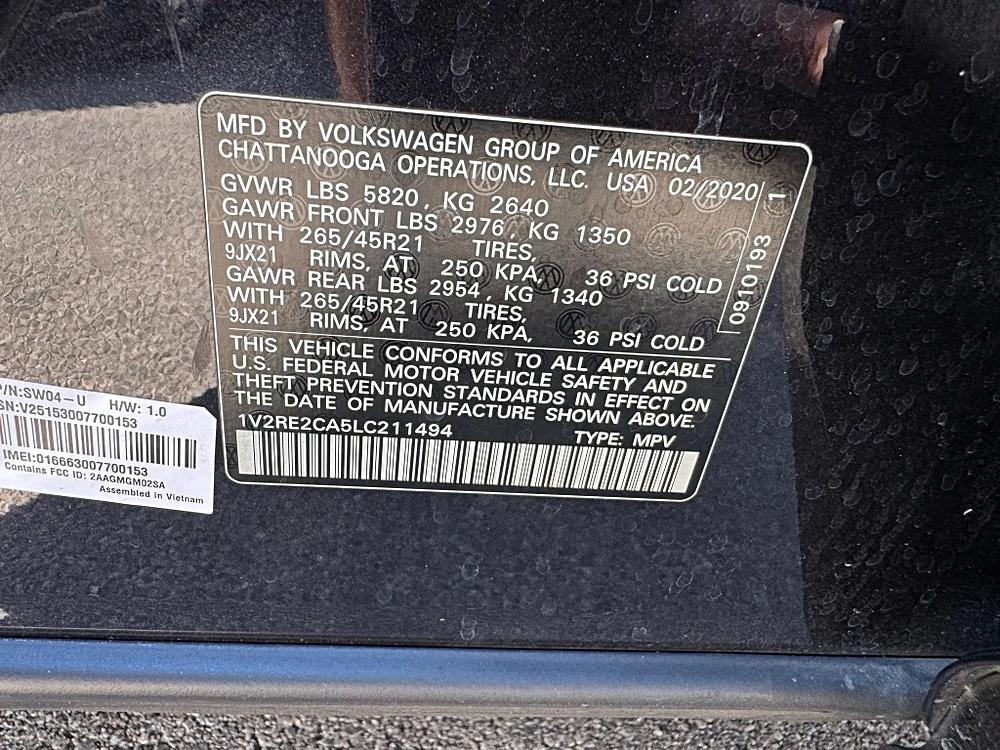 MFD BY VOLKSWAGEN GROUP OF AMERICA
CHATTANOOGA OPERATIONS, LLC. USA 02/2020
GVWR LBS 5820, KG 2640
GAWR FRONT LBS 2976, KG 1350
WITH 265/45R21 TIRES,
9JX21 RIMS, AT 250 KPA, 36 PSI COLD
GAWR REAR LBS 2954, KG 1340
WITH 265/45R21 TIRES,
9JX21 RIMS, AT 250 KPA, 36 PSI COLD
0910193 1
THIS VEHICLE CONFORMS TO ALL APPLICABLE
U.S. FEDERAL MOTOR VEHICLE SAFETY AND
THEFT PREVENTION STANDARDS IN EFFECT ON
THE DATE OF MANUFACTURE SHOWN ABOVE.
1V2RE2CA5LC211494 TYPE: MPV
P/N:SW04-U H/W: 1.0
SN:V25153007700153
IMEI:016663007700153
Contains FCC ID: 2AAGMGM02SA
Assembled in Vietnam